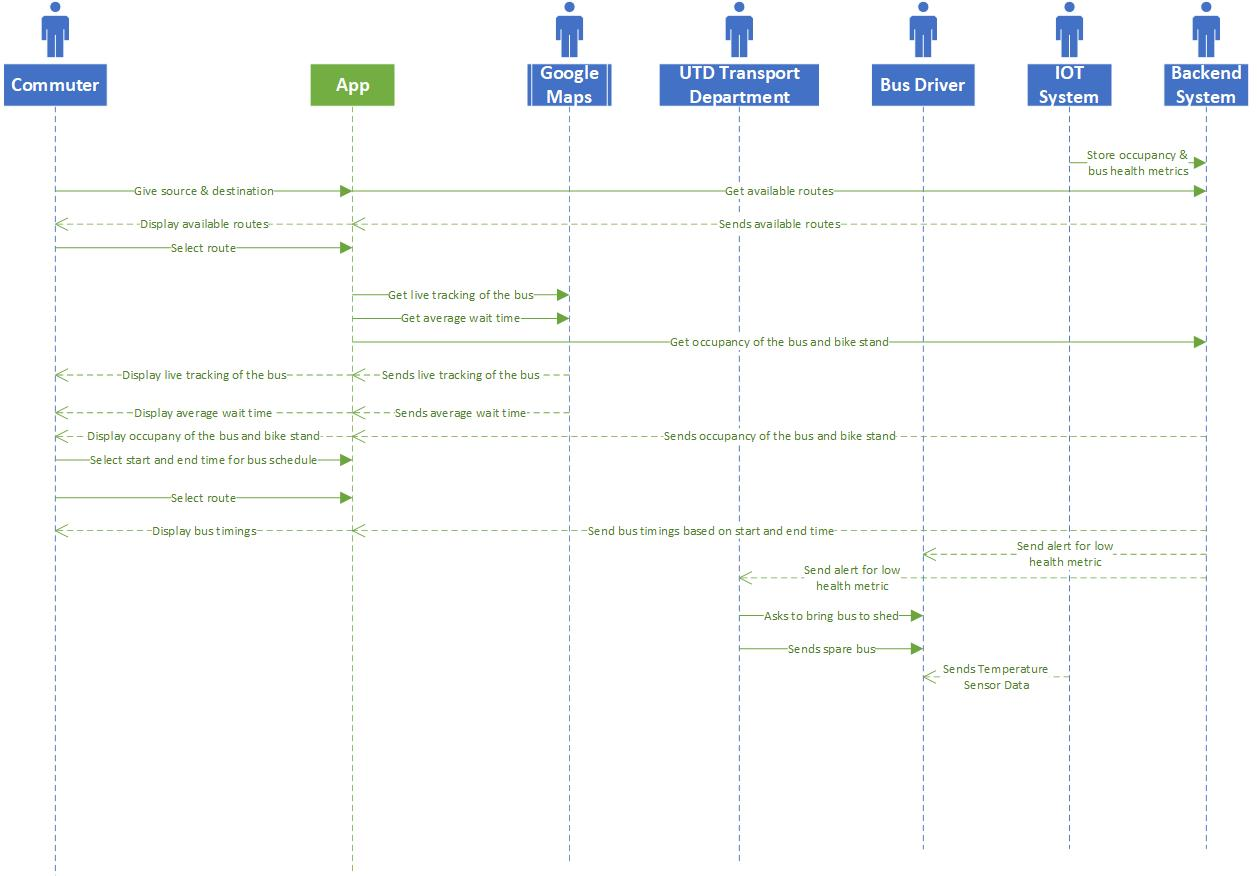 Commuter
App
Google
Maps
UTD Transport
Department
Bus Driver
IOT
System
Backend
System
Store occupancy &
bus health metrics
Give source & destination
Get available routes
Display available routes
Sends available routes
Select route
Get live tracking of the bus
Get average wait time
Get occupancy of the bus and bike stand
Display live tracking of the bus
Sends live tracking of the bus
Display average wait time
Sends average wait time
Display occupany of the bus and bike stand
Sends occupancy of the bus and bike stand
Select start and end time for bus schedule
Select route
Display bus timings
Send bus timings based on start and end time
Send alert for low
health metric
Send alert for low
health metric
Asks to bring bus to shed
Sends spare bus
Sends Temperature
Sensor Data